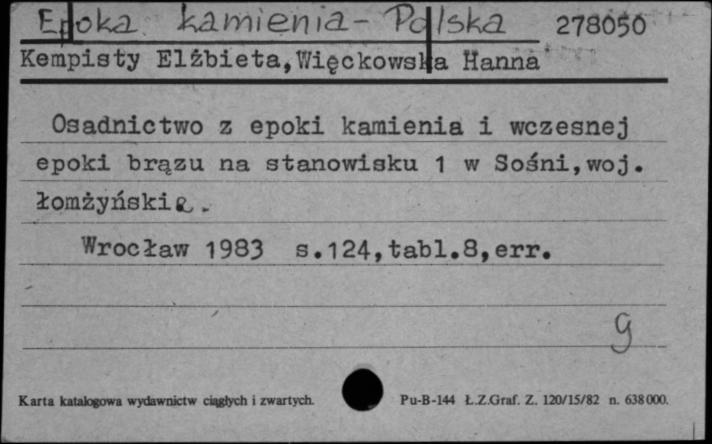 Epoka kamienia - Polska 278050
Kempisty Elżbieta,Więckowska Hanna
Osadnictwo z epoki kamienia i wczesnej
epoki brązu na stanowisku 1 w Sośni,woj.
łomżyńskie.
Wrocław 1983 s.124,tabl.8,err.
g
Karta katalogowa wydawnictw ciągłych i zwartych. Pu-B-144 Ł.Z.Graf. Z. 120/15/82 n. 638000.